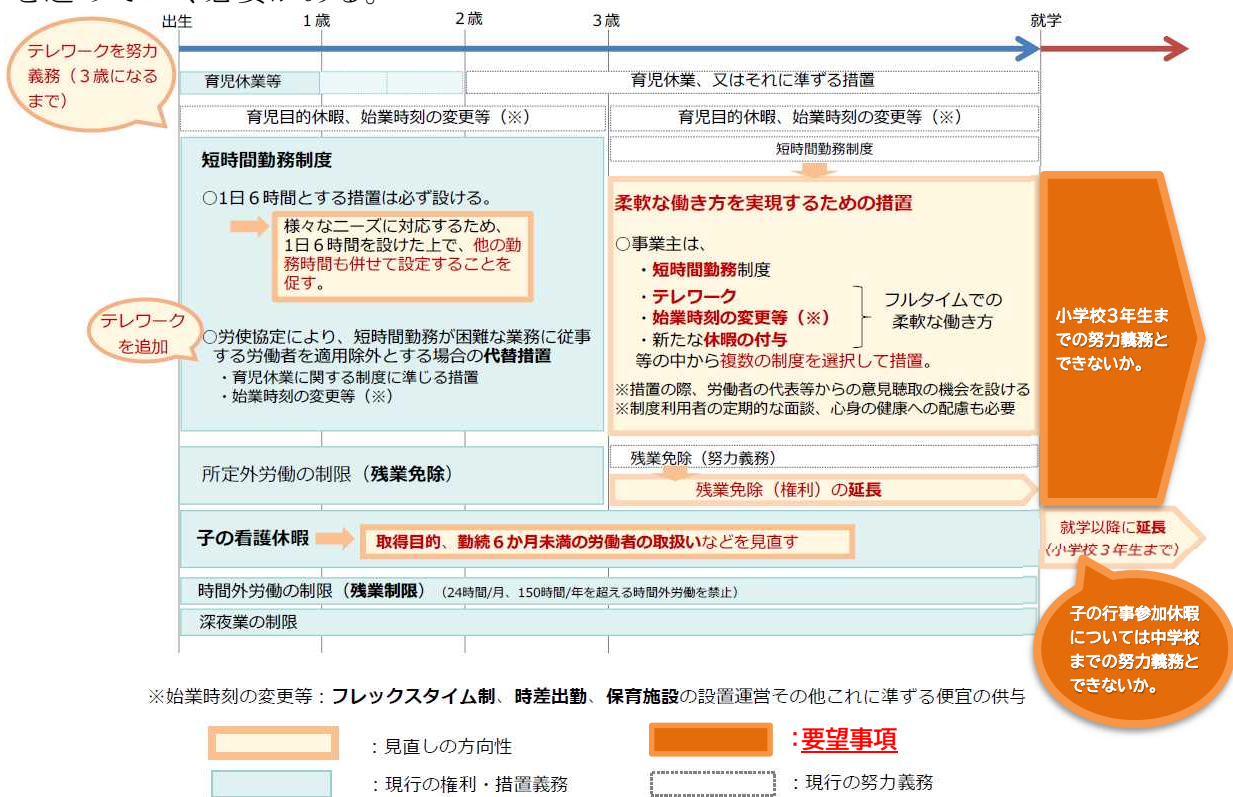 出生
1歳
2歳
3歳
就学
テレワークを努力
義務（３歳になる
まで）
育児休業等
育児休業、又はそれに準ずる措置
育児目的休暇、始業時刻の変更等（※）
育児目的休暇、始業時刻の変更等（※）
短時間勤務制度
短時間勤務制度
○1日６時間とする措置は必ず設ける。
様々なニーズに対応するため、
1日６時間を設けた上で、他の勤
務時間も併せて設定することを
促す。
テレワーク
を追加
○労使協定により、短時間勤務が困難な業務に従事
する労働者を適用除外とする場合の代替措置
・育児休業に関する制度に準じる措置
・始業時刻の変更等（※）
柔軟な働き方を実現するための措置
○事業主は、
・短時間勤務制度
・テレワーク
・始業時刻の変更等（※）
・新たな休暇の付与
フルタイムでの
柔軟な働き方
等の中から複数の制度を選択して措置。
※措置の際、労働者の代表等からの意見聴取の機会を設ける
※制度利用者の定期的な面談、心身の健康への配慮も必要
小学校3年生ま
での努力義務と
できないか。
所定外労働の制限（残業免除）
残業免除（努力義務）
残業免除（権利）の延長
子の看護休暇
取得目的、勤続６か月未満の労働者の取扱いなどを見直す
就学以降に延長
（小学校３年生まで）
時間外労働の制限（残業制限）（24時間/月、150時間/年を超える時間外労働を禁止）
深夜業の制限
子の行事参加休暇
については中学校
までの努力義務と
できないか。
※始業時刻の変更等：フレックスタイム制、時差出勤、保育施設の設置運営その他これに準ずる便宜の供与
：見直しの方向性
：要望事項
：現行の権利・措置義務
：現行の努力義務